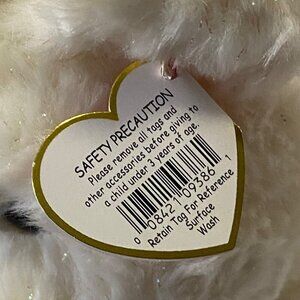 SAFETY PRECAUTION
Please remove all tags and
other accessories before giving to
a child under 3 years of age.
0 08421 09586 1
Retain Tag For Reference
Surface
Wash